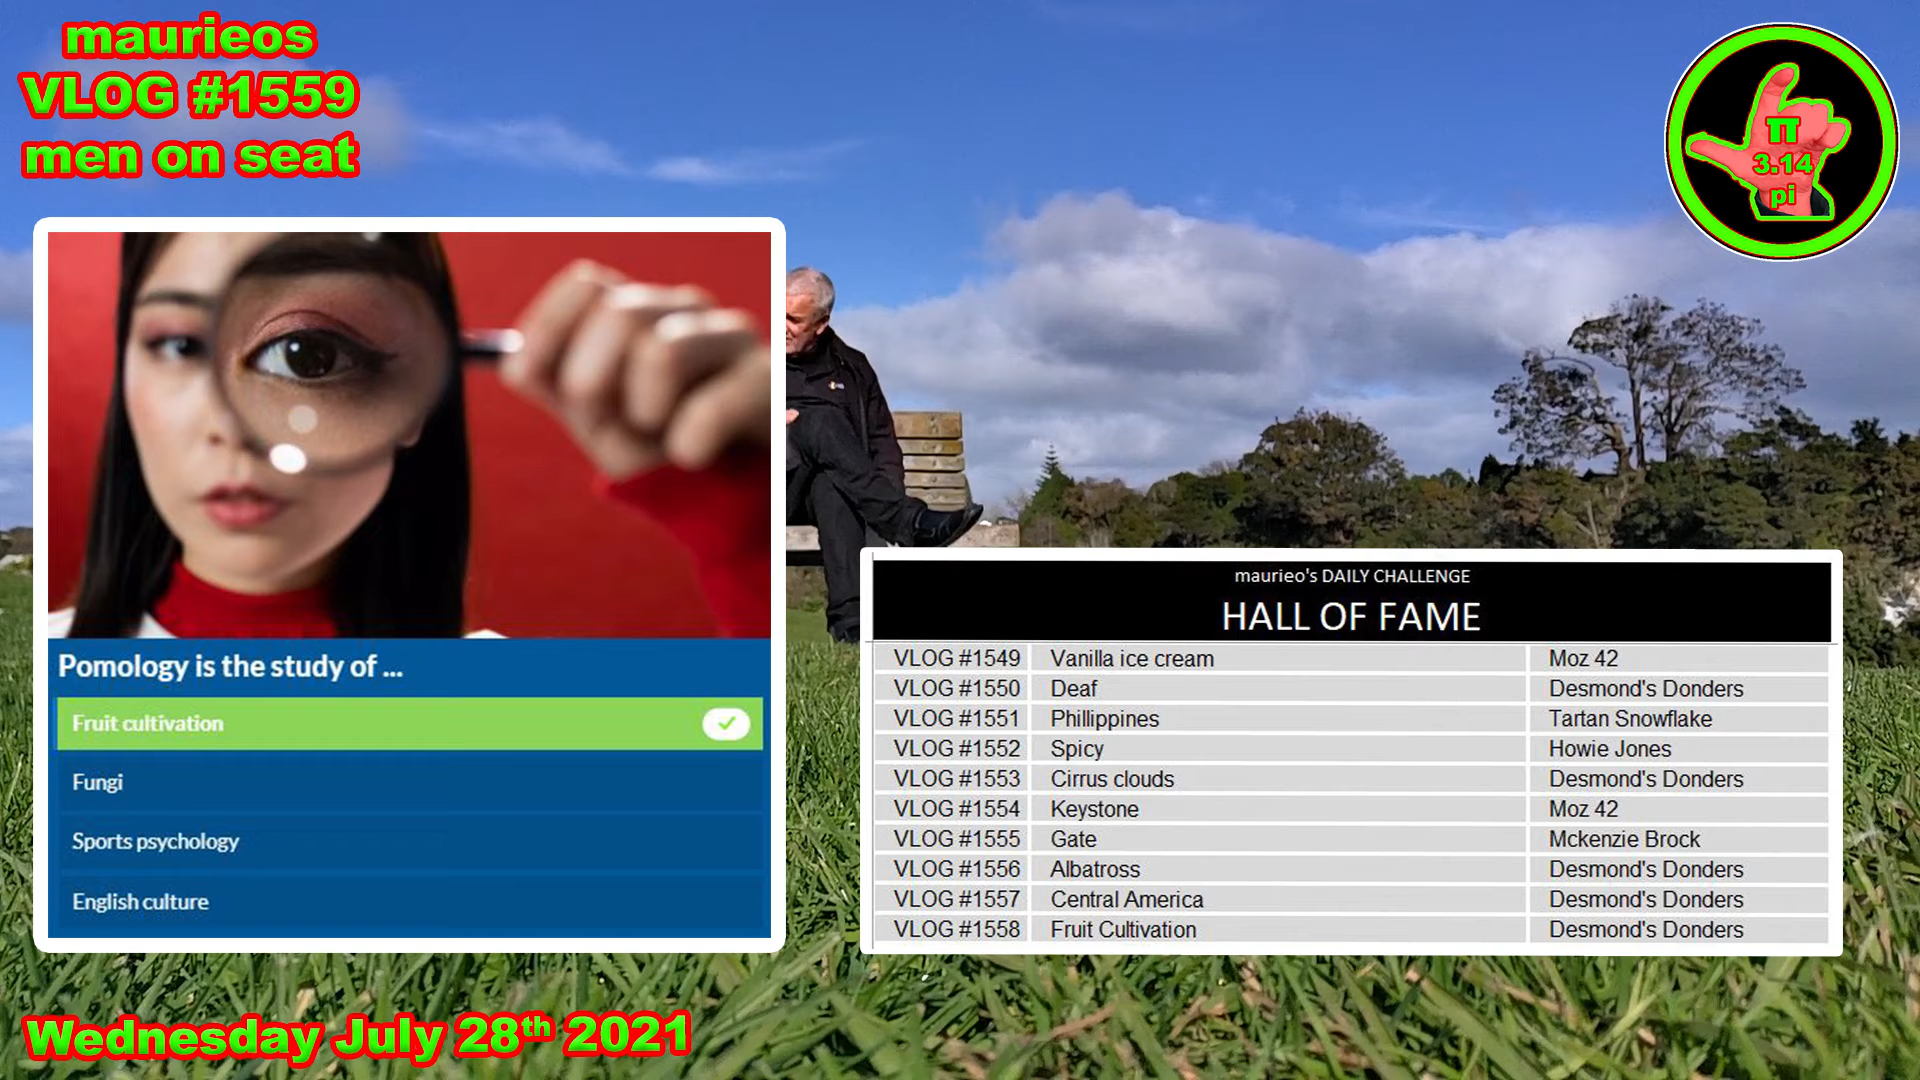 maurieos
VLOG #1559
men on seat
π
3.14
pi
Pomology is the study of ...
Fruit cultivation
Fungi
Sports psychology
English culture
maurieo's DAILY CHALLENGE
HALL OF FAME
VLOG #1549 Vanilla ice cream Moz 42
VLOG #1550 Deaf Desmond's Donders
VLOG #1551 Phillippines Tartan Snowflake
VLOG #1552 Spicy Howie Jones
VLOG #1553 Cirrus clouds Desmond's Donders
VLOG #1554 Keystone Moz 42
VLOG #1555 Gate Mckenzie Brock
VLOG #1556 Albatross Desmond's Donders
VLOG #1557 Central America Desmond's Donders
VLOG #1558 Fruit Cultivation Desmond's Donders
Wednesday July 28th 2021